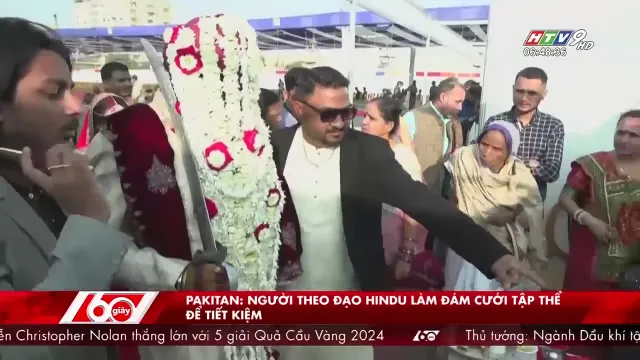 HTV9 HD
06:48:36
PAKITAN: NGƯỜI THEO ĐẠO HINDU LÀM ĐÁM CƯỚI TẬP THỂ
ĐỂ TIẾT KIỆM
60 giây
ễn Christopher Nolan thắng lớn với 5 giải Quả Cầu Vàng 2024 60 Thủ tướng: Ngành Dầu khí tậ